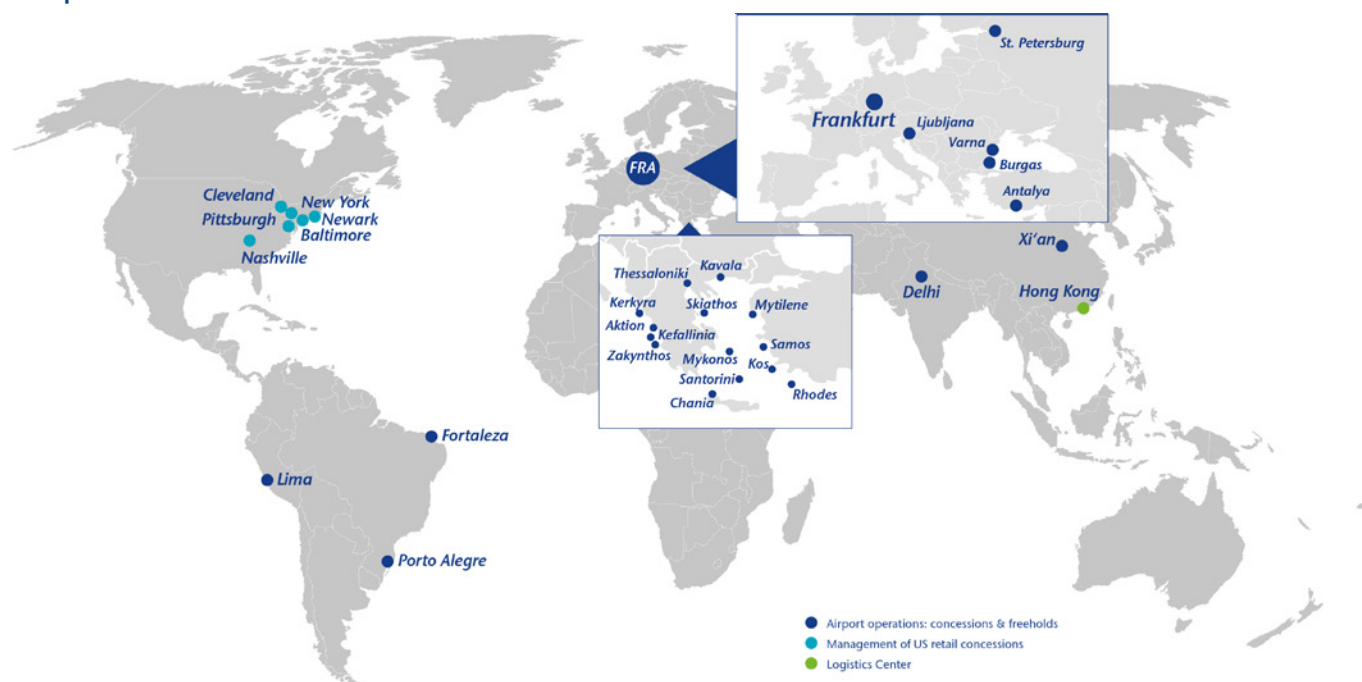 St. Petersburg
Frankfurt
Ljubljana
Varna
Burgas
Antalya
FRA
Cleveland
New York
Pittsburgh
Newark
Baltimore
Nashville
Xi'an
Delhi
Hong Kong
Thessaloniki
Kavala
Kerkyra
Skiathos
Mytilene
Aktion
Kefallinia
Zakynthos
Samos
Mykonos
Kos
Santorini
Rhodes
Chania
Fortaleza
Lima
Porto Alegre
Airport operations: concessions & freeholds
Management of US retail concessions
Logistics Center